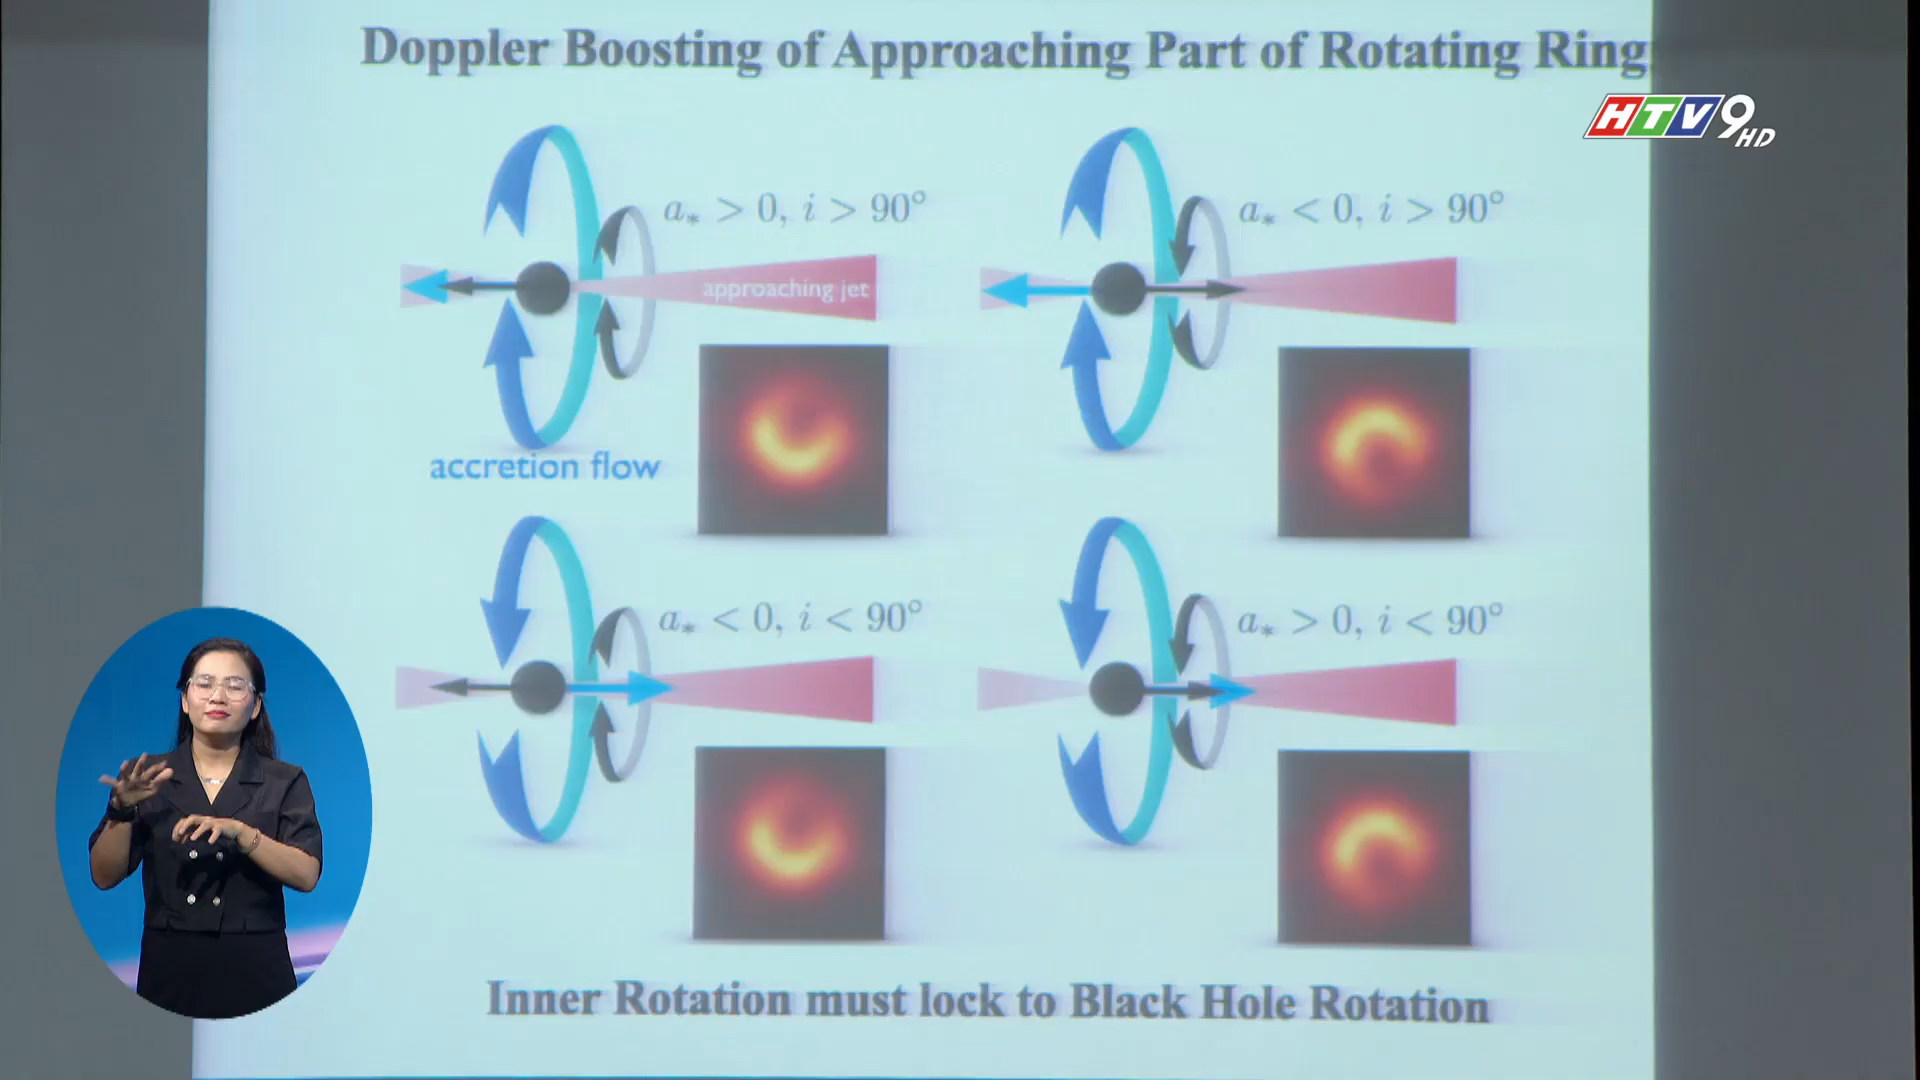 Doppler Boosting of Approaching Part of Rotating Ring
HTV9 HD
a* > 0, i > 90°
a* < 0, i > 90°
approaching jet
accretion flow
a* < 0, i < 90°
a* > 0, i < 90°
Inner Rotation must lock to Black Hole Rotation